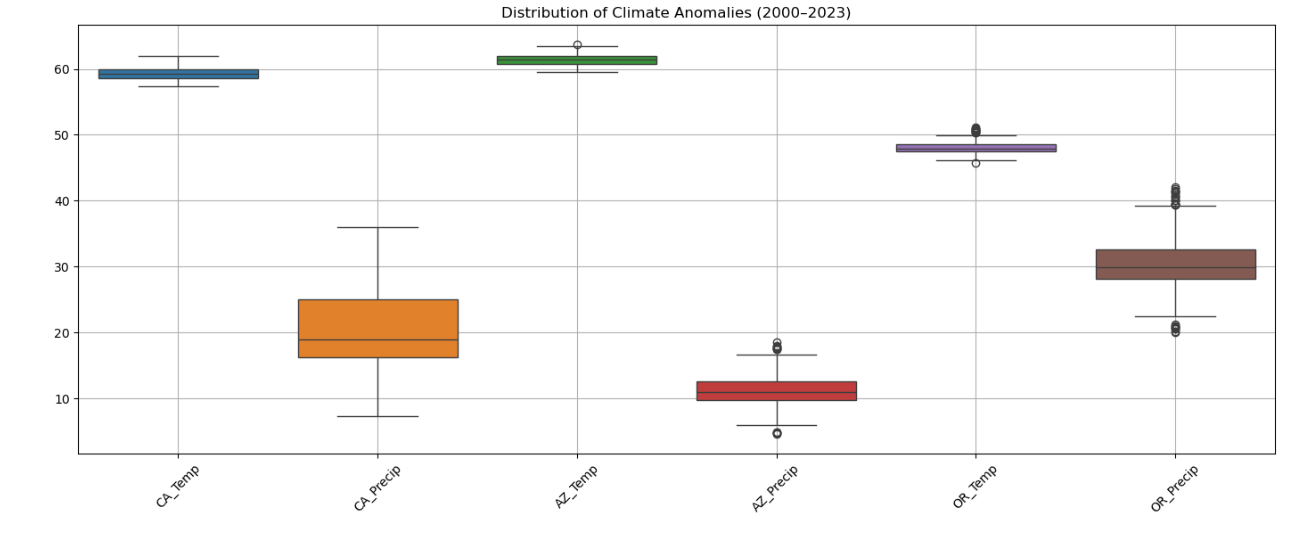 Distribution of Climate Anomalies (2000–2023)
60
50
40
30
20
10
CA_Temp
CA_Precip
AZ_Temp
AZ_Precip
OR_Temp
OR_Precip